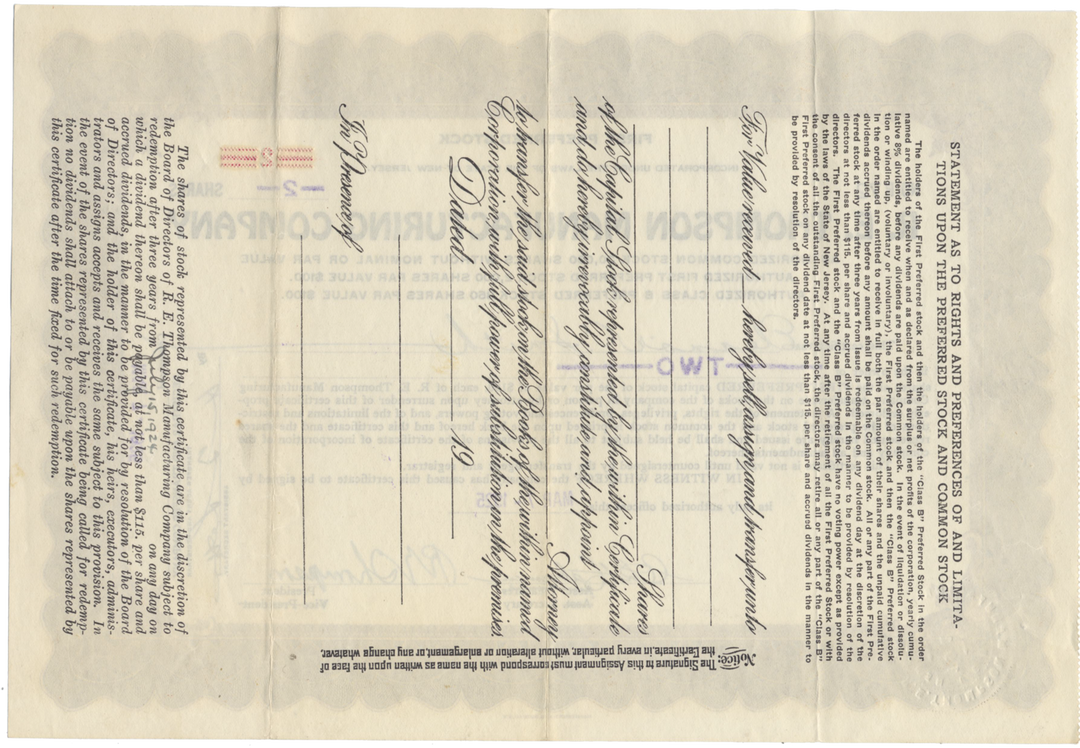 STATEMENT AS TO RIGHTS AND PREFERENCES OF AND LIMITA-
TIONS UPON THE PREFERRED STOCK AND COMMON STOCK
The holders of the First Preferred stock and then the holders of the "Class B" Preferred Stock in the order
named are entitled to receive when and as declared from the surplus or net profits of the corporation, yearly cumu-
lative 8% dividends, before any dividends are paid upon the Common stock. In the event of liquidation or dissolu-
tion or winding up, (voluntary or involuntary), the First Preferred stock and then the "Class B" Preferred stock
in the order named are entitled to receive in full both the par amount of their shares and the unpaid cumulative
dividends accrued thereon before any amount shall be paid on the Common stock. All or any part of the First Pre-
ferred stock at any time after three years from issue is redeemable on any dividend day at the discretion of the
directors at not less than $115. per share and accrued dividends in the manner to be provided by resolution of the
directors. The First Preferred stock and the "Class B" Preferred stock have no voting power except as provided
by the laws of the State of New Jersey. At any time after the retirement of all the First Preferred Stock or with
the consent of all the outstanding First Preferred stock, the directors may retire all or any part of the "Class B"
First Preferred stock on any dividend date at not less than $115. per share and accrued dividends in the manner to
be provided by resolution of the directors.
For Value received hereby sell, assign and transfer unto
Shares
of the Capital Stock represented by the within Certificate
and do hereby irrevocably constitute and appoint
Attorney
to transfer the said stock on the Books of the within named
Corporation with full power of substitution in the premises.
Dated 19
In Presence of
Notice: The Signature to this Assignment must correspond with the name as written upon the face of
the Certificate, in every particular, without alteration or enlargement, or any change whatever.
The shares of stock represented by this certificate are in the discretion of
the Board of Directors of R. E. Thompson Manufacturing Company subject to
redemption after three years from July 15, 1924 on any day on
which a dividend thereon shall be payable, at not less than $115. per share and
accrued dividends, in the manner to be provided for by resolution of the Board
of Directors; and the holder of this certificate, his heirs, executors, adminis-
trators and assigns accepts and receives the same subject to this provision. In
the event of the shares represented by this certificate being called for redemp-
tion no dividends shall attach to or be payable upon the shares represented by
this certificate after the time fixed for such redemption.